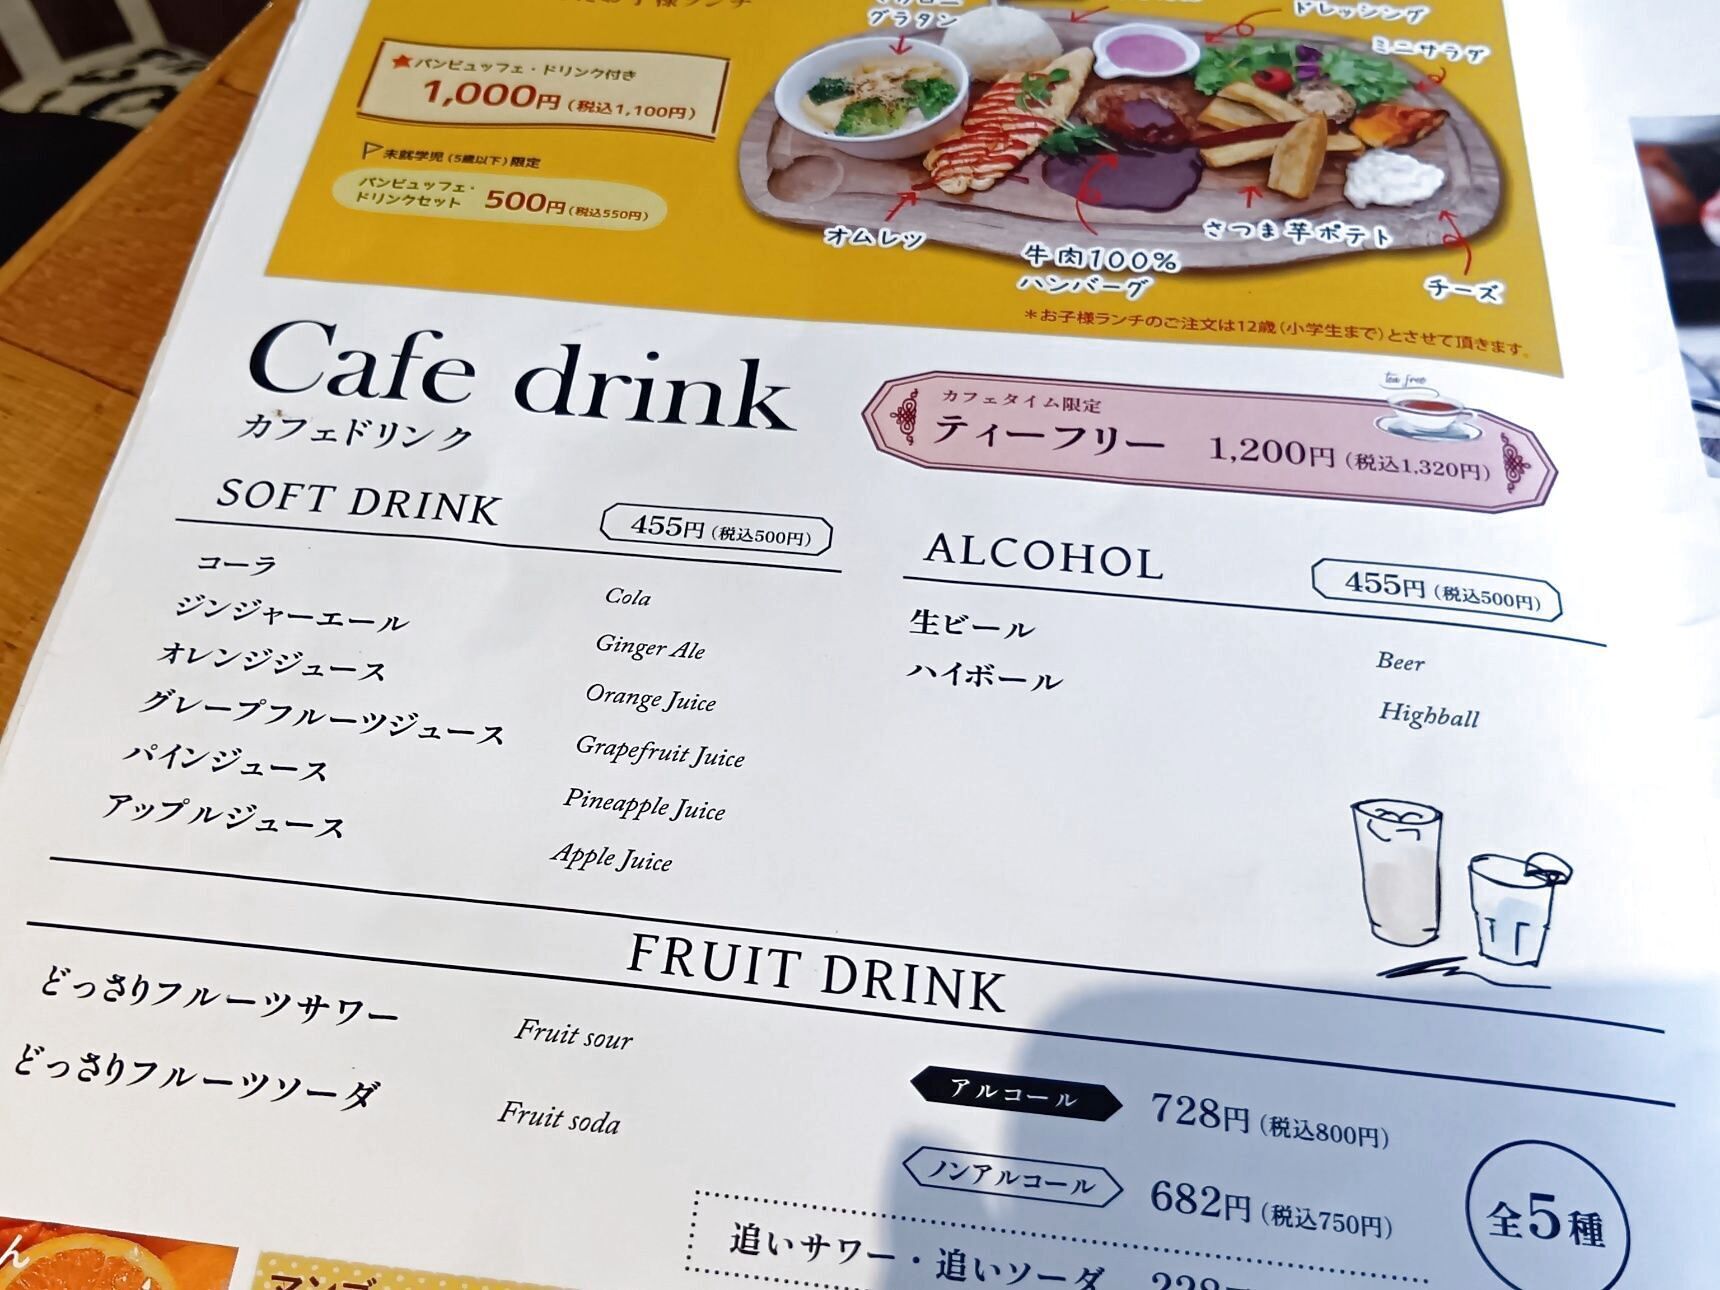 お子様ランチ
グラタン
ドレッシング
ミニサラダ
パンビュッフェ・ドリンク付き
1,000円(税込1,100円)
未就学児(5歳以下)限定
パンビュッフェ・
ドリンクセット 500円(税込550円)
オムレツ
牛肉100%
ハンバーグ
さつま芋ポテト
チーズ
*お子様ランチのご注文は12歳(小学生まで)とさせて頂きます。
Cafe drink
カフェドリンク
tea free
カフェタイム限定
ティーフリー 1,200円(税込1,320円)
SOFT DRINK 455円(税込500円)
コーラ Cola
ジンジャーエール Ginger Ale
オレンジジュース Orange Juice
グレープフルーツジュース Grapefruit Juice
パインジュース Pineapple Juice
アップルジュース Apple Juice
ALCOHOL 455円(税込500円)
生ビール Beer
ハイボール Highball
FRUIT DRINK
どっさりフルーツサワー Fruit sour
アルコール 728円(税込800円)
どっさりフルーツソーダ Fruit soda
ノンアルコール 682円(税込750円)
全5種
追いサワー・追いソーダ
ん
マンゴ